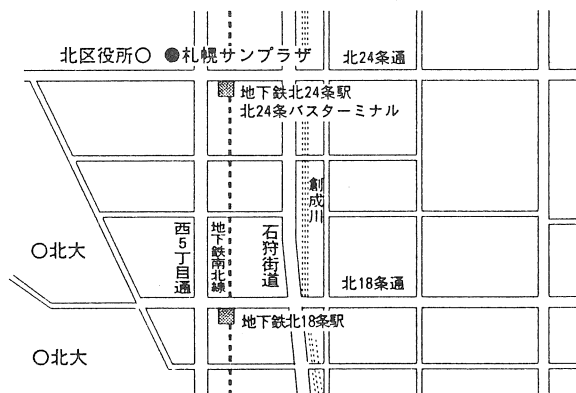 北区役所○ ●札幌サンプラザ
北24条通
地下鉄北24条駅
北24条バスターミナル
創成川
西5丁目通
地下鉄南北線
石狩街道
○北大
北18条通
地下鉄北18条駅
○北大